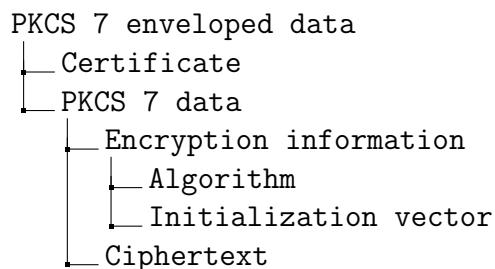 PKCS 7 enveloped data
Certificate
PKCS 7 data
Encryption information
Algorithm
Initialization vector
Ciphertext